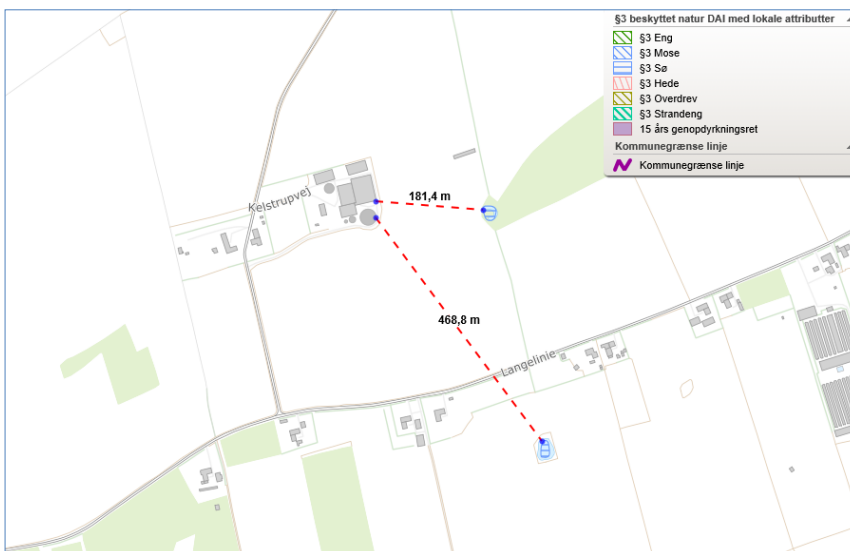 §3 beskyttet natur DAI med lokale attributter
§3 Eng
§3 Mose
§3 Sø
§3 Hede
§3 Overdrev
§3 Strandeng
15 års genopdyrkningsret
Kommunegrænse linje
Kommunegrænse linje
Kelstrupvej
181,4 m
468,8 m
Langelinie